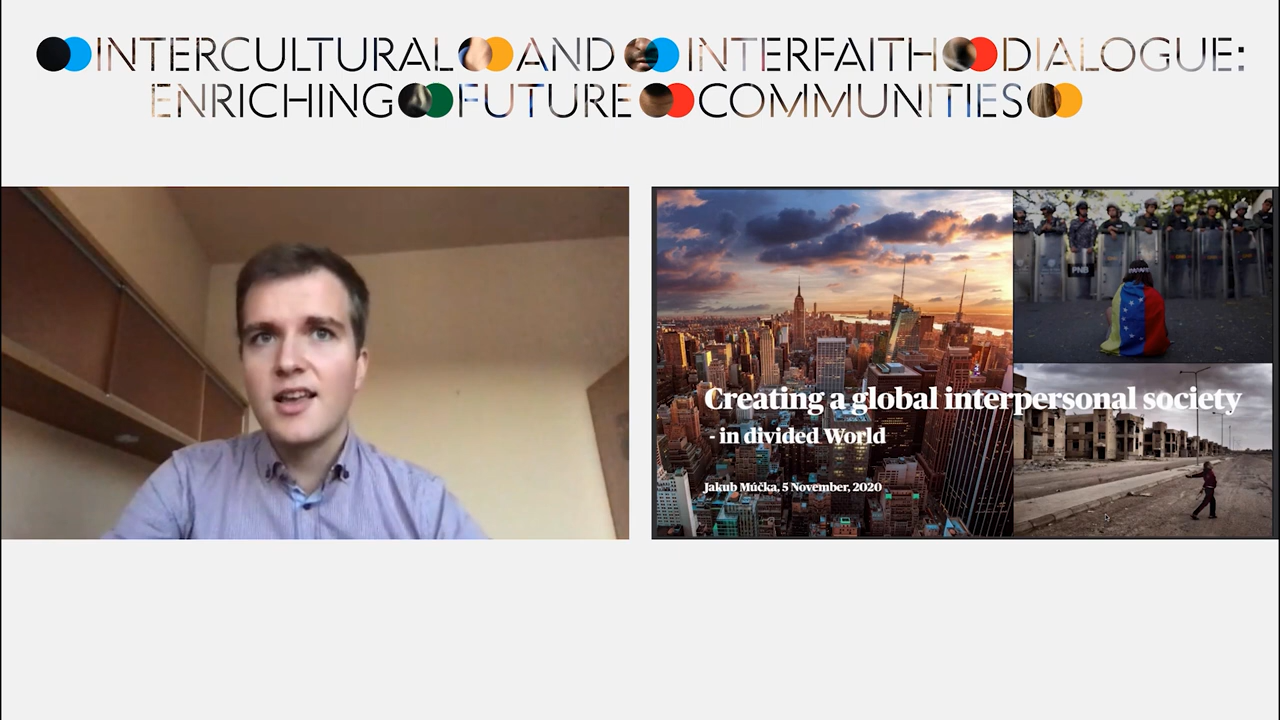 INTERCULTURAL AND INTERFAITH DIALOGUE:
ENRICHING FUTURE COMMUNITIES
PNB
Creating a global interpersonal society
- in divided World
Jakub Múčka, 5 November, 2020